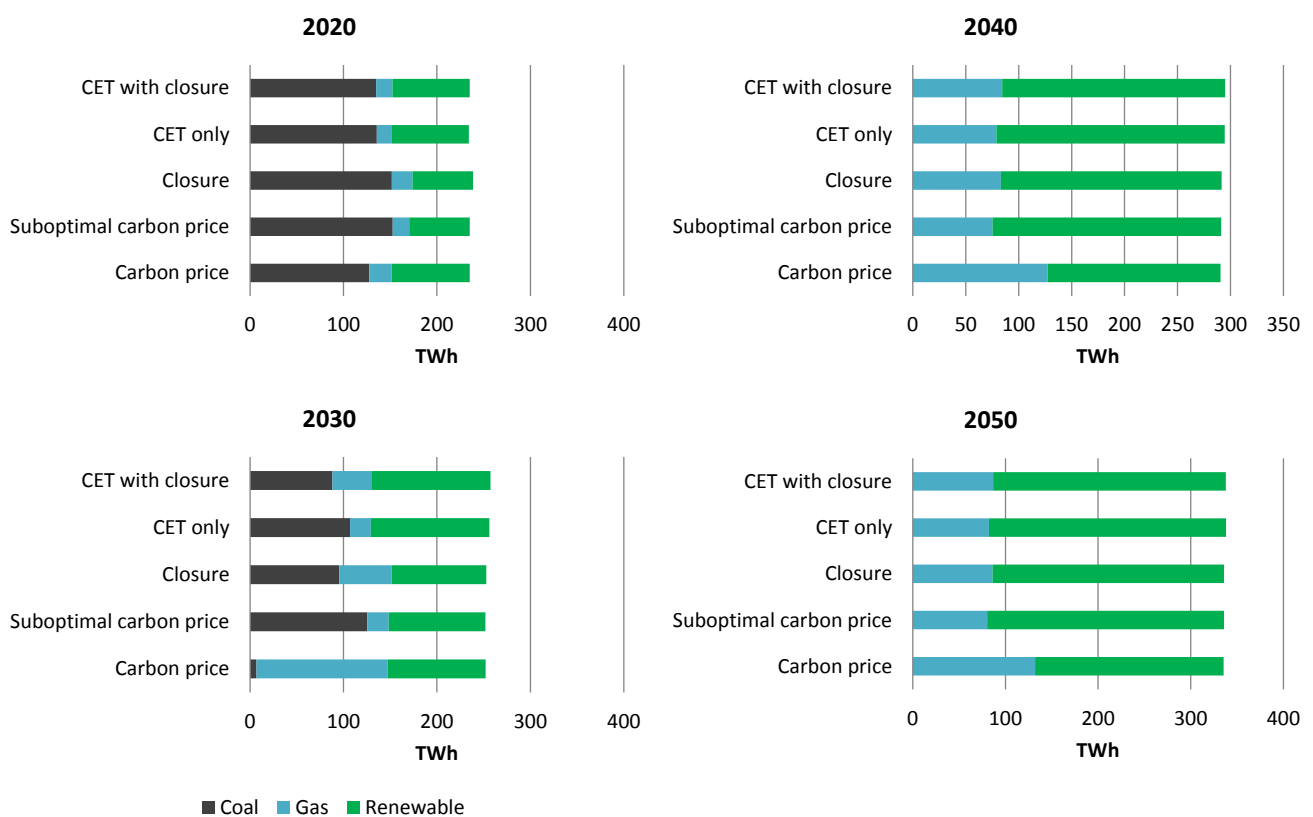 2020
CET with closure
CET only
Closure
Suboptimal carbon price
Carbon price
0 100 200 300 400
TWh
2040
CET with closure
CET only
Closure
Suboptimal carbon price
Carbon price
0 50 100 150 200 250 300 350
TWh
2030
CET with closure
CET only
Closure
Suboptimal carbon price
Carbon price
0 100 200 300 400
TWh
2050
CET with closure
CET only
Closure
Suboptimal carbon price
Carbon price
0 100 200 300 400
TWh
Coal Gas Renewable